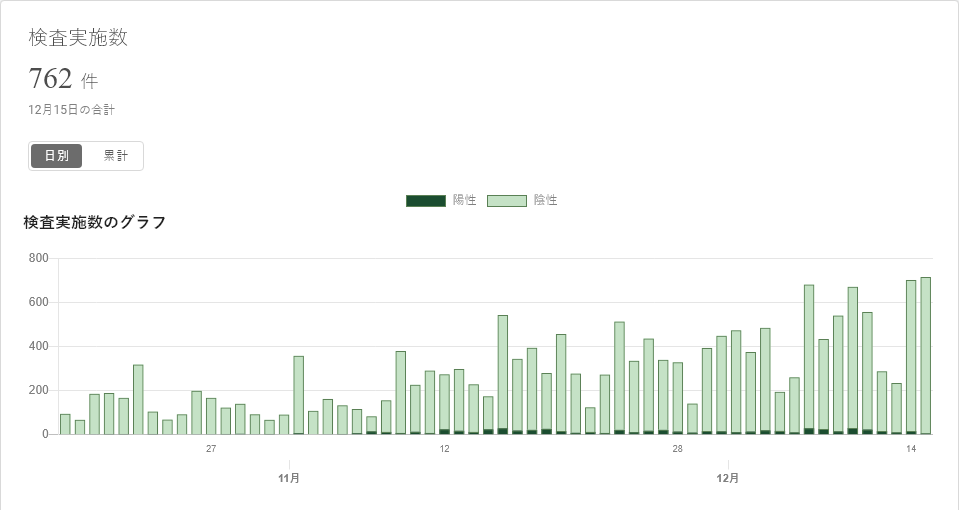 検査実施数
762 件
12月15日の合計
日別 累計
陽性 陰性
検査実施数のグラフ
800
600
400
200
0
27 12 28 14
11月 12月